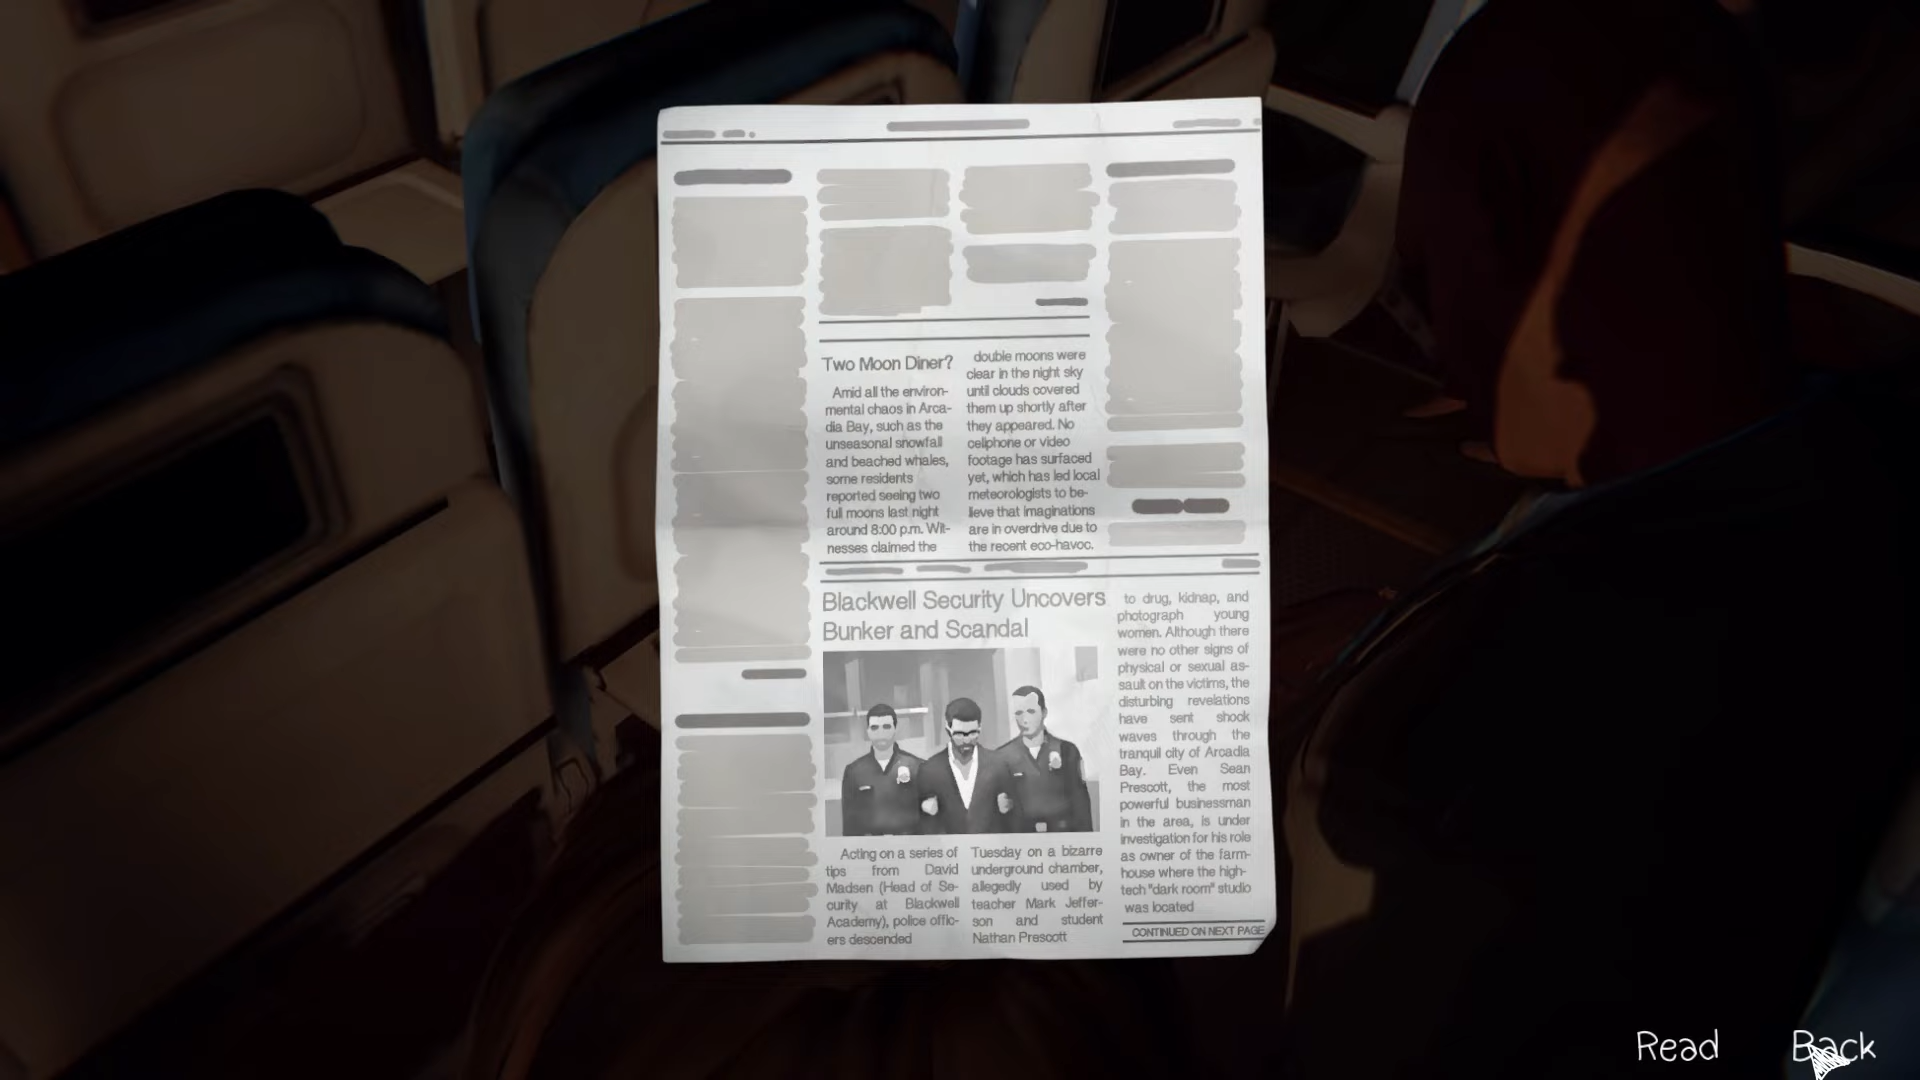 Two Moon Diner?
Amid all the environ-
mental chaos in Arca-
dia Bay, such as the
unseasonal snowfall
and beached whales,
some residents
reported seeing two
full moons last night
around 8:00 p.m. Wit-
nesses claimed the
double moons were
clear in the night sky
until clouds covered
them up shortly after
they appeared. No
cellphone or video
footage has surfaced
yet, which has led local
meteorologists to be-
lieve that imaginations
are in overdrive due to
the recent eco-havoc.
Blackwell Security Uncovers
Bunker and Scandal
Acting on a series of
tips from David
Madsen (Head of Se-
curity at Blackwell
Academy), police offic-
ers descended
Tuesday on a bizarre
underground chamber,
allegedly used by
teacher Mark Jeffer-
son and student
Nathan Prescott
to drug, kidnap, and
photograph young
women. Although there
were no other signs of
physical or sexual as-
sault on the victims, the
disturbing revelations
have sent shock
waves through the
tranquil city of Arcadia
Bay. Even Sean
Prescott, the most
powerful businessman
in the area, is under
investigation for his role
as owner of the farm-
house where the high-
tech "dark room" studio
was located
CONTINUED ON NEXT PAGE
Read Back